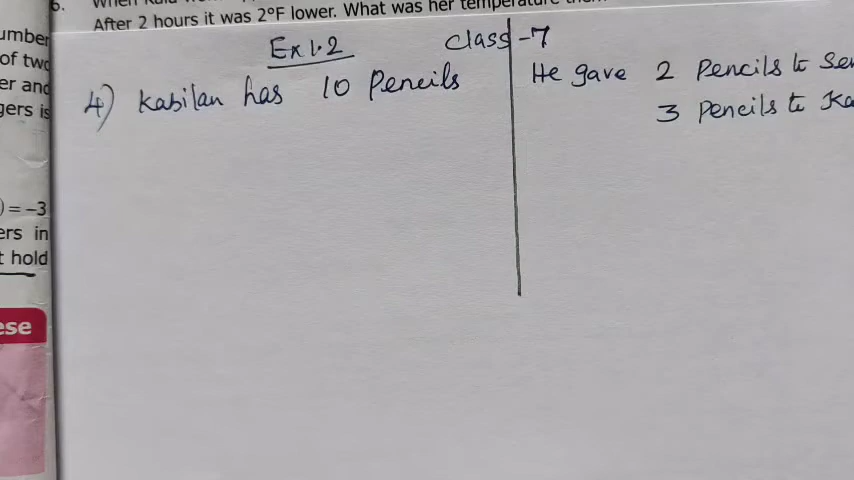 6.
After 2 hours it was 2°F lower. What was her temperature
Ex 1.2
class-7
4) Kabilan has 10 Pencils
He gave 2 Pencils to
3 Pencils to
of two
er and
gers is
) = -3
ers in
t hold
ese